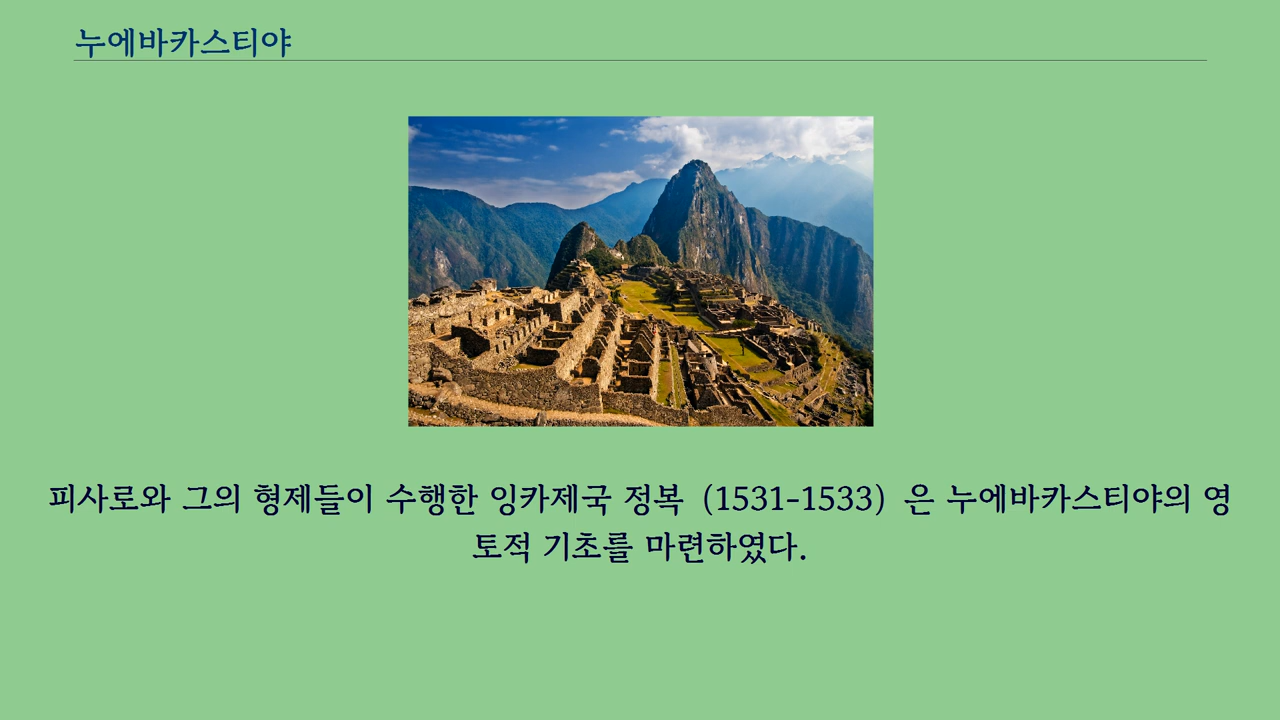 누에바카스티야
피사로와 그의 형제들이 수행한 잉카제국 정복 (1531–1533) 은 누에바카스티야의 영
토적 기초를 마련하였다.